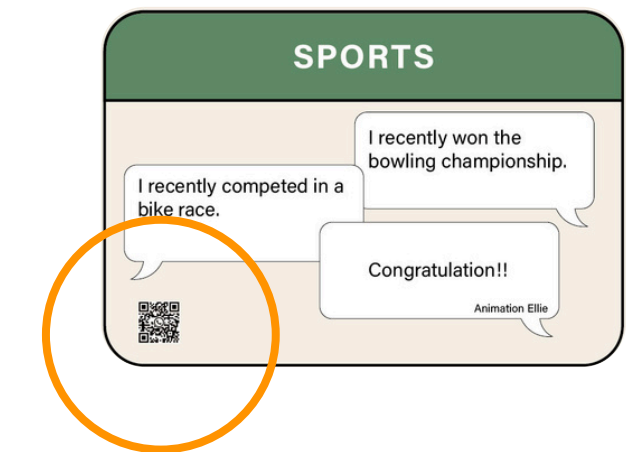 SPORTS
I recently won the
bowling championship.
I recently competed in a
bike race.
Congratulation!!
Animation Ellie